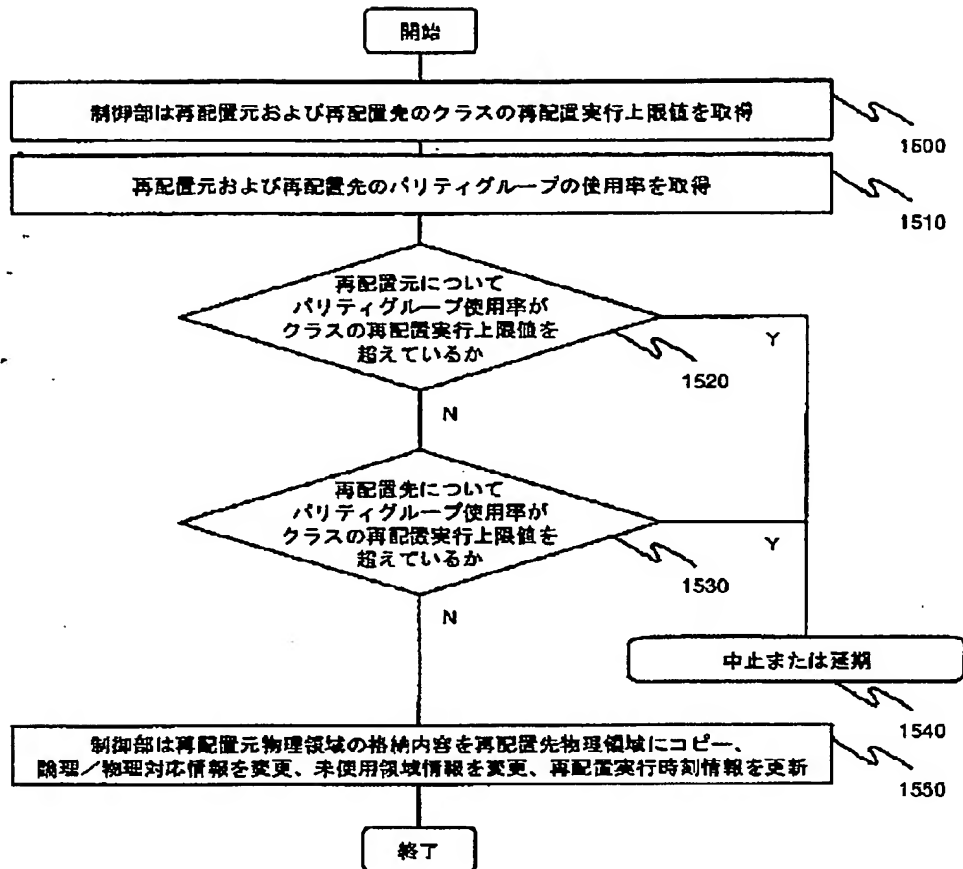 開始
制御部は再配置元および再配置先のクラスの再配置実行上限値を取得
1500
再配置元および再配置先のパリティグループの使用率を取得
1510
再配置元について
パリティグループ使用率が
クラスの再配置実行上限値を
超えているか
Y
1520
N
再配置先について
パリティグループ使用率が
クラスの再配置実行上限値を
超えているか
Y
1530
N
中止または延期
1540
制御部は再配置元物理領域の格納内容を再配置先物理領域にコピー、
論理／物理対応情報を変更、未使用領域情報を変更、再配置実行時刻情報を更新
1550
終了